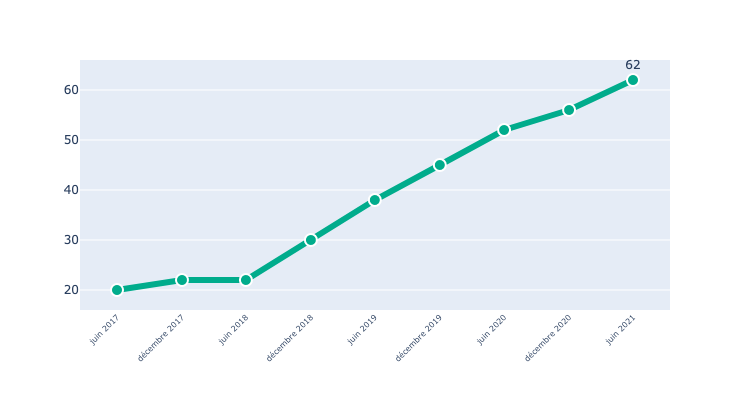 62
60
50
40
30
20
juin 2017
décembre 2017
juin 2018
décembre 2018
juin 2019
décembre 2019
juin 2020
décembre 2020
juin 2021